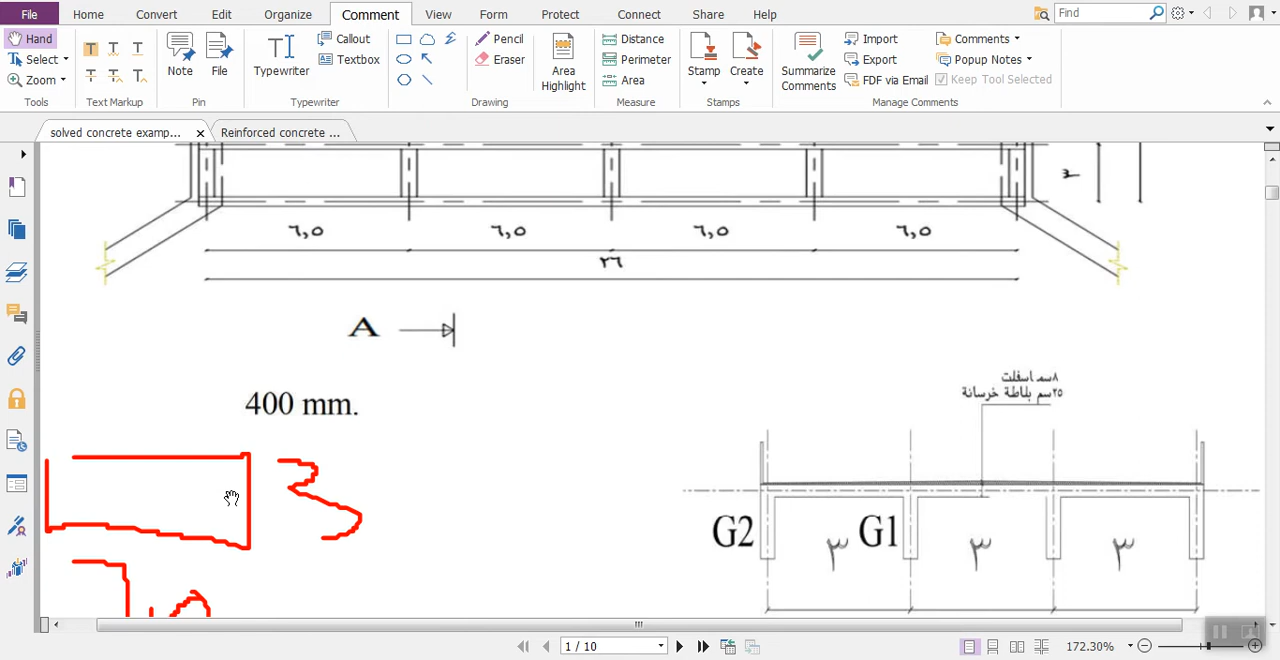 File Home Convert Edit Organize Comment View Form Protect Connect Share Help Find
Hand
Select
Zoom
Tools
Text Markup
Note
File
Pin
Typewriter
Callout
Textbox
Typewriter
Pencil
Eraser
Drawing
Area
Highlight
Distance
Perimeter
Area
Measure
Stamp
Create
Stamps
Summarize
Comments
Import
Export
FDF via Email
Comments
Popup Notes
Keep Tool Selected
Manage Comments
solved concrete examp... Reinforced concrete ...
٣
٦,٥ ٦,٥ ٦,٥ ٦,٥
٢٦
A
400 mm.
٨سم اسفلت
٢٥سم بلاطة خرسانة
3
G2 ٣ G1 ٣ ٣
1 / 10
172.30%